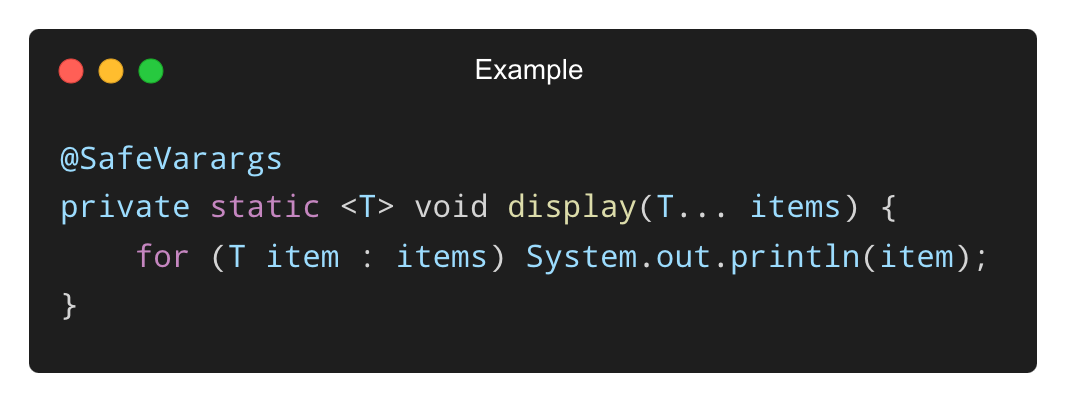 Example
@SafeVarargs
private static <T> void display(T... items) {
    for (T item : items) System.out.println(item);
}